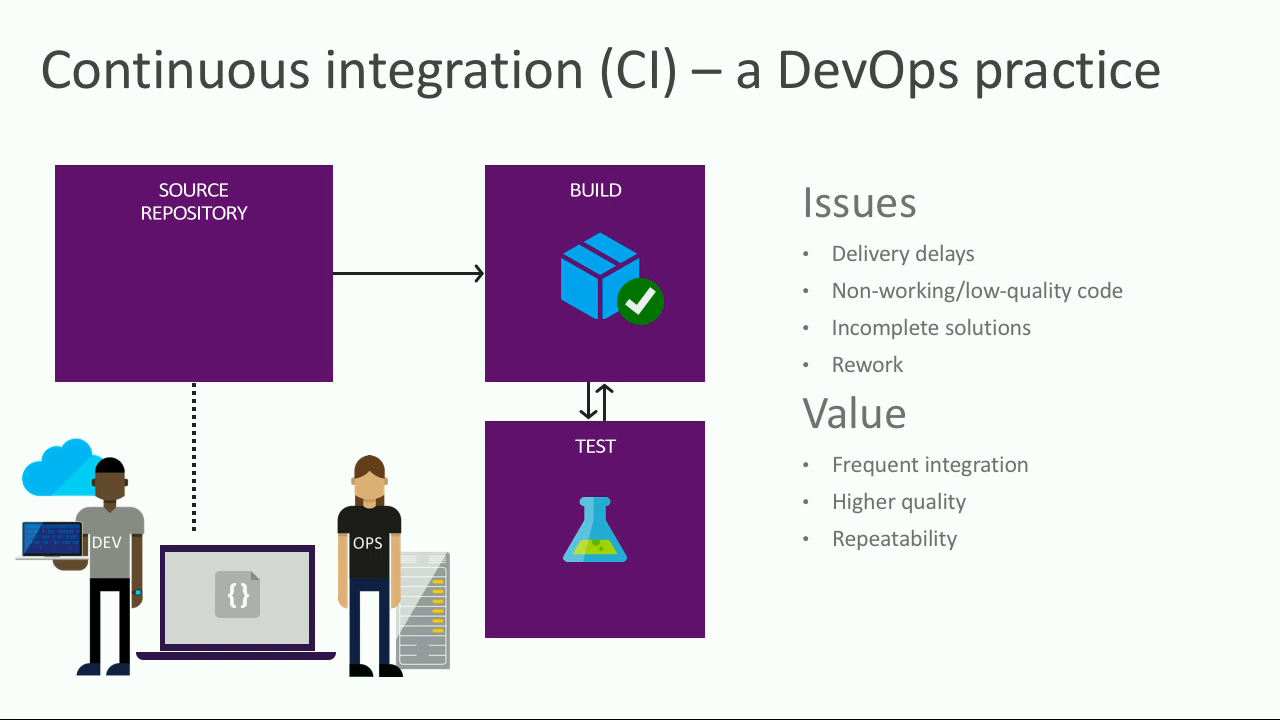 Continuous integration (CI) – a DevOps practice
SOURCE
REPOSITORY
BUILD
TEST
DEV
OPS
{}
Issues
• Delivery delays
• Non-working/low-quality code
• Incomplete solutions
• Rework
Value
• Frequent integration
• Higher quality
• Repeatability